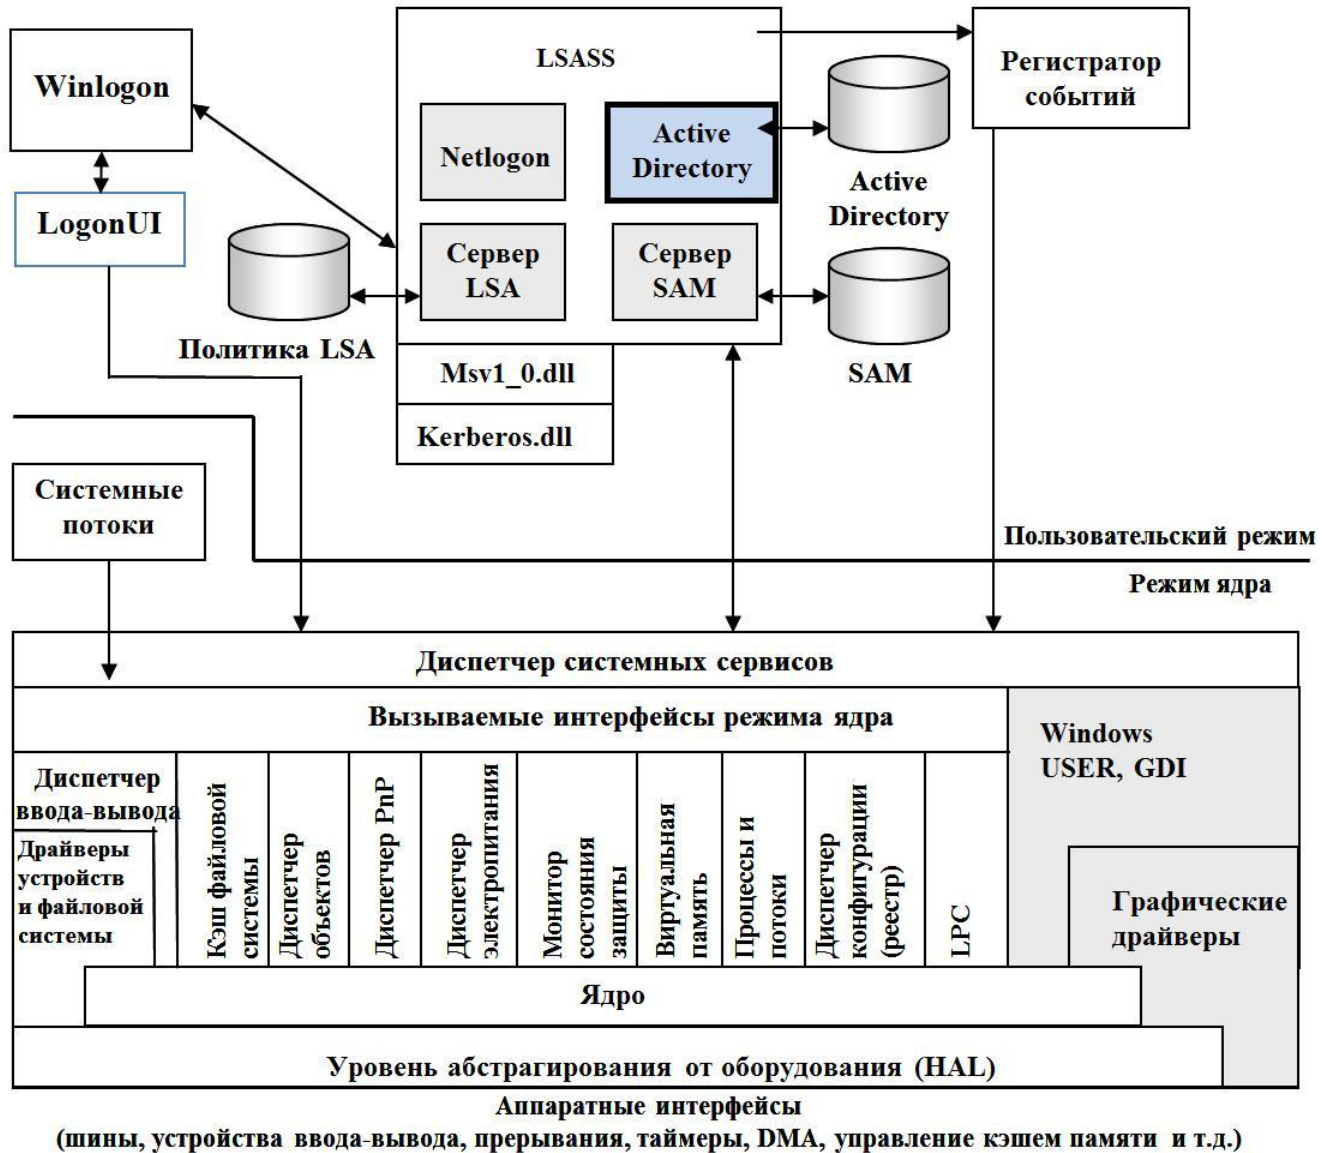 Winlogon
LogonUI
Политика LSA
LSASS
Netlogon
Active
Directory
Сервер
LSA
Сервер
SAM
Msv1_0.dll
Kerberos.dll
Active
Directory
SAM
Регистратор
событий
Системные
потоки
Пользовательский режим
Режим ядра
Диспетчер системных сервисов
Вызываемые интерфейсы режима ядра
Windows
USER, GDI
Диспетчер
ввода-вывода
Драйверы
устройств
и файловой
системы
Кэш файловой
системы
Диспетчер
объектов
Диспетчер PnP
Диспетчер
электропитания
Монитор
состояния
защиты
Виртуальная
память
Процессы и
потоки
Диспетчер
конфигурации
(реестр)
LPC
Графические
драйверы
Ядро
Уровень абстрагирования от оборудования (HAL)
Аппаратные интерфейсы
(шины, устройства ввода-вывода, прерывания, таймеры, DMA, управление кэшем памяти и т.д.)